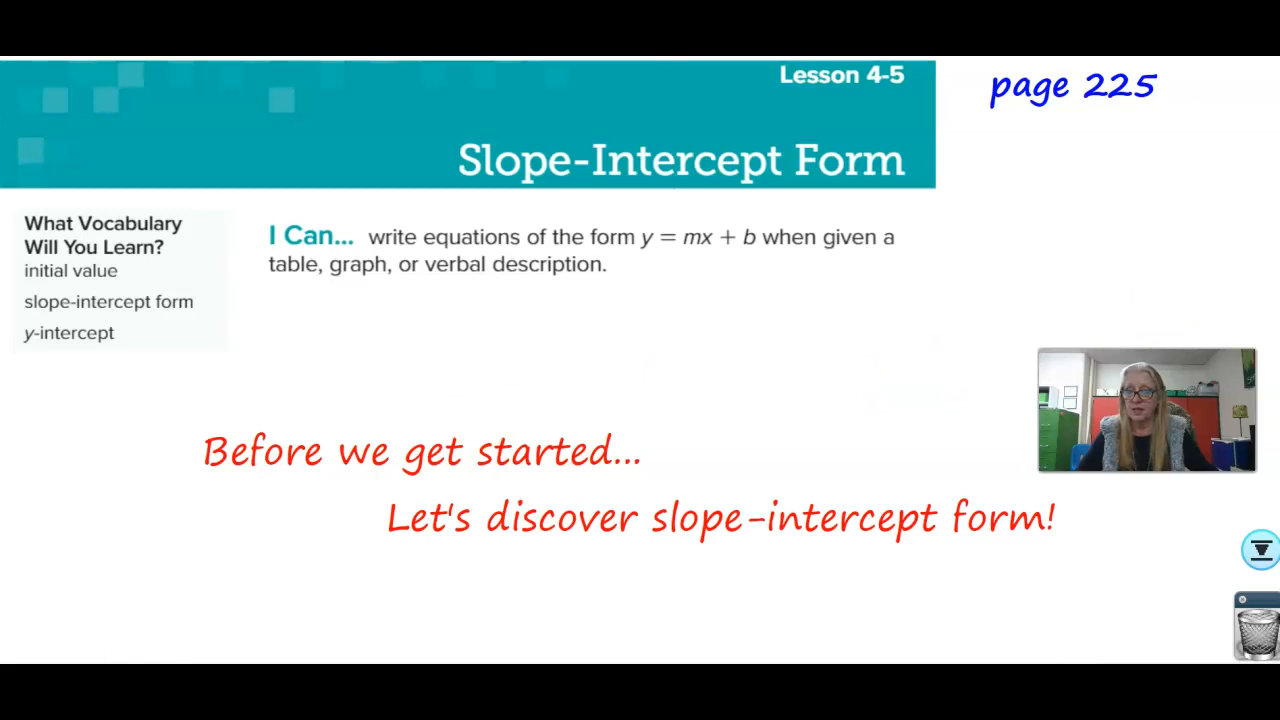 Lesson 4-5
page 225
Slope-Intercept Form
What Vocabulary
Will You Learn?
initial value
slope-intercept form
y-intercept
I Can... write equations of the form y = mx + b when given a
table, graph, or verbal description.
Before we get started...
Let's discover slope-intercept form!